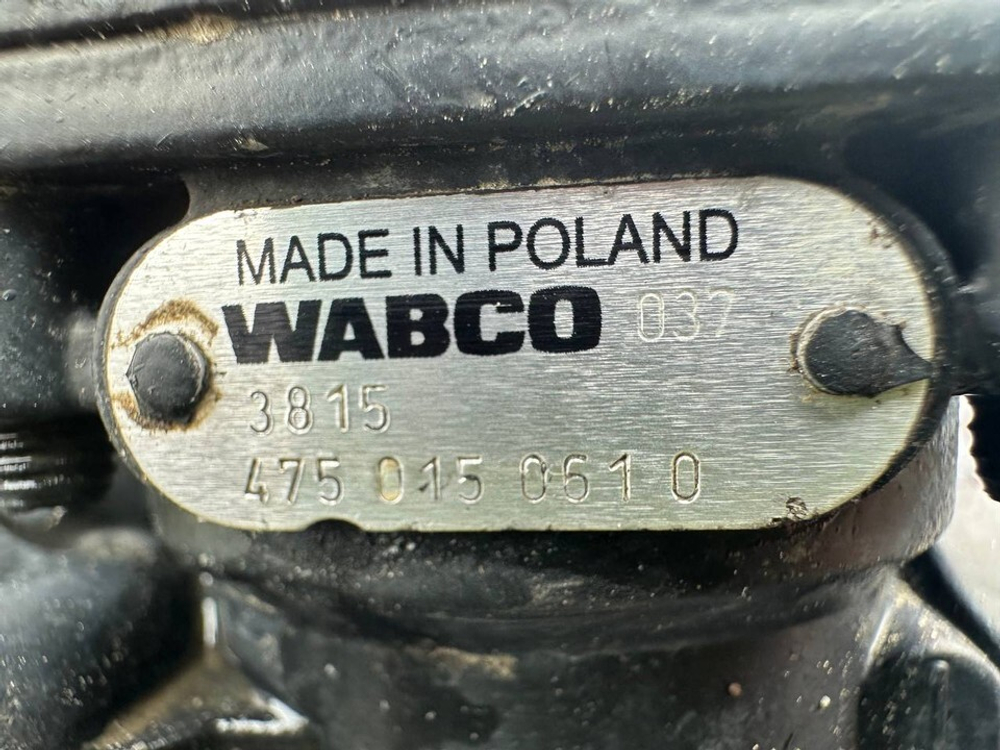 MADE IN POLAND
WABCO 037
3815
475 015 061 0